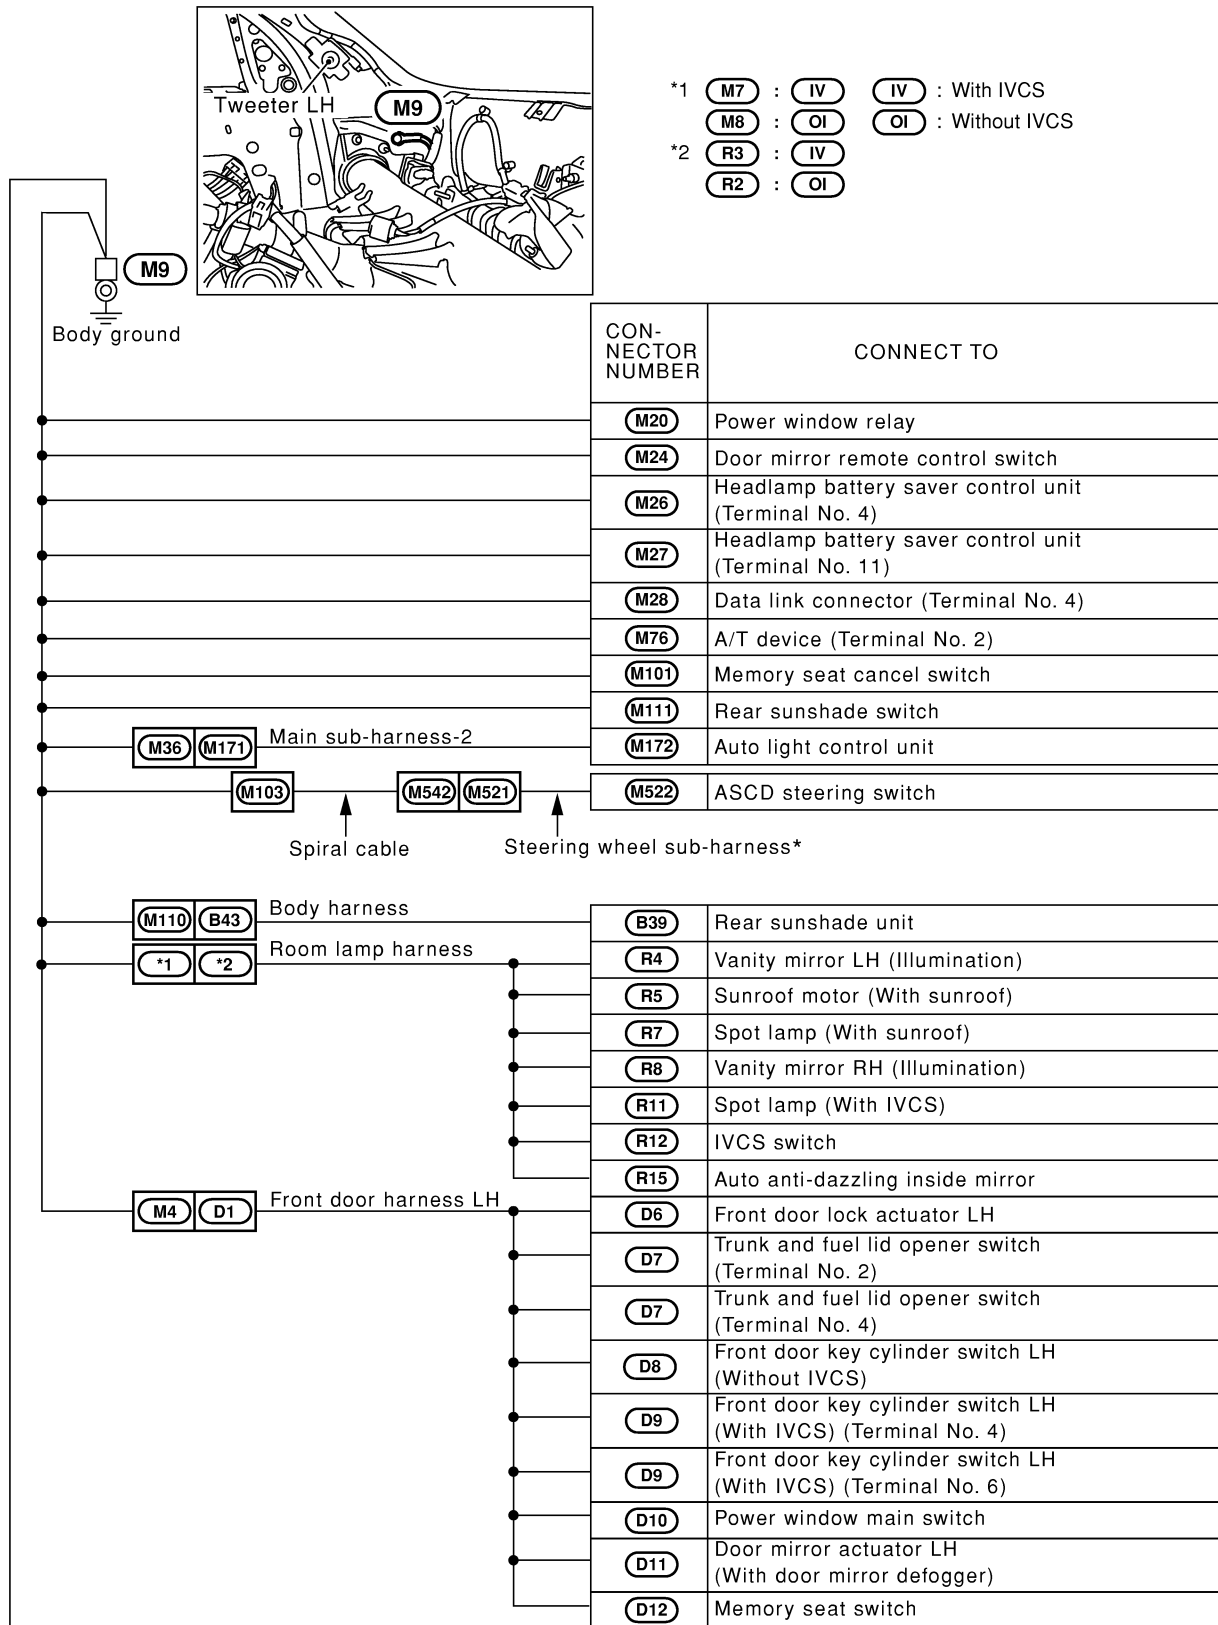 Tweeter LH
M9
*1 M7 : IV IV : With IVCS
M8 : OI OI : Without IVCS
*2 R3 : IV
R2 : OI
M9
Body ground
CON-
NECTOR
NUMBER
CONNECT TO
M20 Power window relay
M24 Door mirror remote control switch
M26 Headlamp battery saver control unit
(Terminal No. 4)
M27 Headlamp battery saver control unit
(Terminal No. 11)
M28 Data link connector (Terminal No. 4)
M76 A/T device (Terminal No. 2)
M101 Memory seat cancel switch
M111 Rear sunshade switch
M36 M171 Main sub-harness-2 M172 Auto light control unit
M103 M542 M521 M522 ASCD steering switch
Spiral cable Steering wheel sub-harness*
M110 B43 Body harness B39 Rear sunshade unit
*1 *2 Room lamp harness R4 Vanity mirror LH (Illumination)
R5 Sunroof motor (With sunroof)
R7 Spot lamp (With sunroof)
R8 Vanity mirror RH (Illumination)
R11 Spot lamp (With IVCS)
R12 IVCS switch
R15 Auto anti-dazzling inside mirror
M4 D1 Front door harness LH D6 Front door lock actuator LH
D7 Trunk and fuel lid opener switch
(Terminal No. 2)
D7 Trunk and fuel lid opener switch
(Terminal No. 4)
D8 Front door key cylinder switch LH
(Without IVCS)
D9 Front door key cylinder switch LH
(With IVCS) (Terminal No. 4)
D9 Front door key cylinder switch LH
(With IVCS) (Terminal No. 6)
D10 Power window main switch
D11 Door mirror actuator LH
(With door mirror defogger)
D12 Memory seat switch